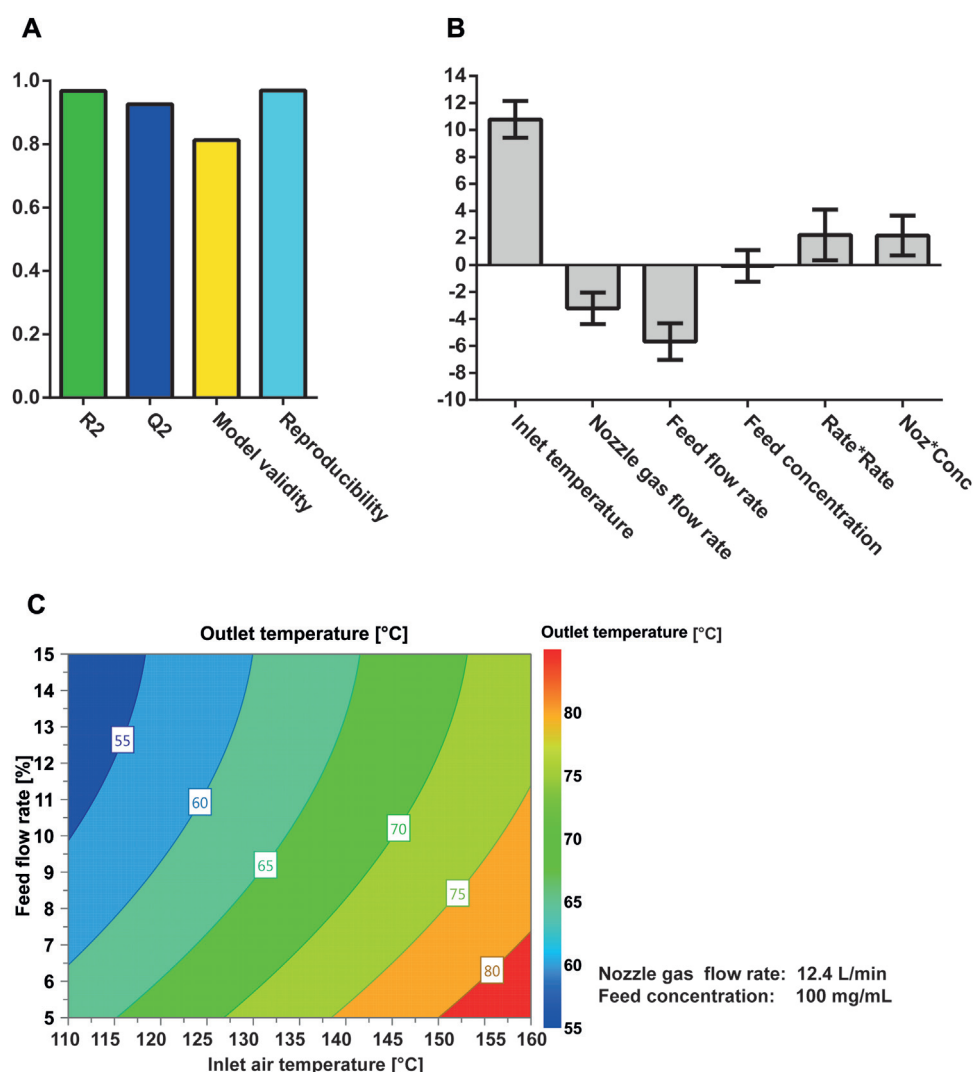 A
1.0
0.8
0.6
0.4
0.2
0.0
R2
Q2
Model validity
Reproducibility
B
14
12
10
8
6
4
2
0
-2
-4
-6
-8
-10
Inlet temperature
Nozzle gas flow rate
Feed flow rate
Feed concentration
Rate*Rate
Noz*Conc
C
Outlet temperature [°C]
Feed flow rate [%]
15
14
13
12
11
10
9
8
7
6
5
55
60
65
70
75
80
110 115 120 125 130 135 140 145 150 155 160
Inlet air temperature [°C]
Outlet temperature [°C]
80
75
70
65
60
55
Nozzle gas flow rate: 12.4 L/min
Feed concentration: 100 mg/mL